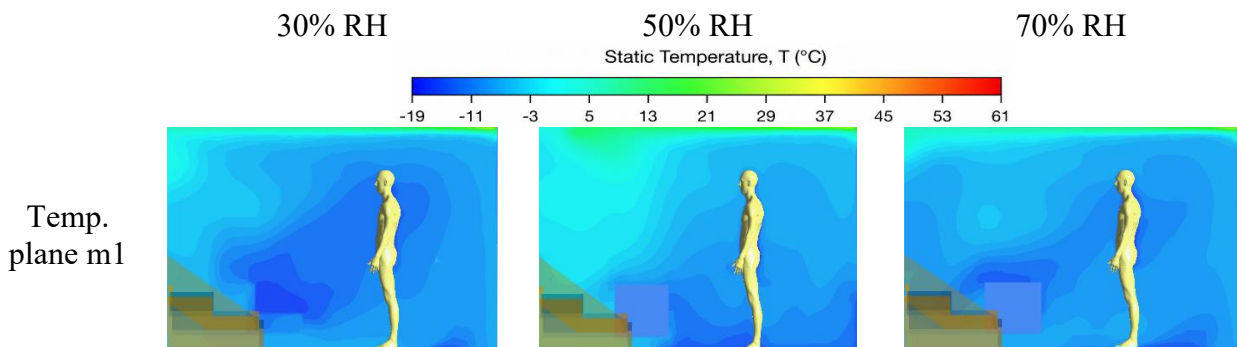 30% RH 50% RH 70% RH
Static Temperature, T (°C)
-19 -11 -3 5 13 21 29 37 45 53 61
Temp.
plane m1